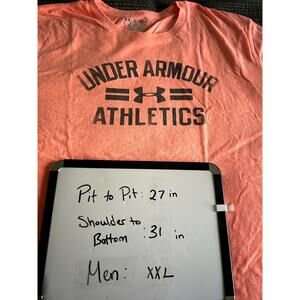 UNDER ARMOUR
ATHLETICS
Pit to Pit: 27 in
Shoulder to
Bottom : 31 in
Men: XXL